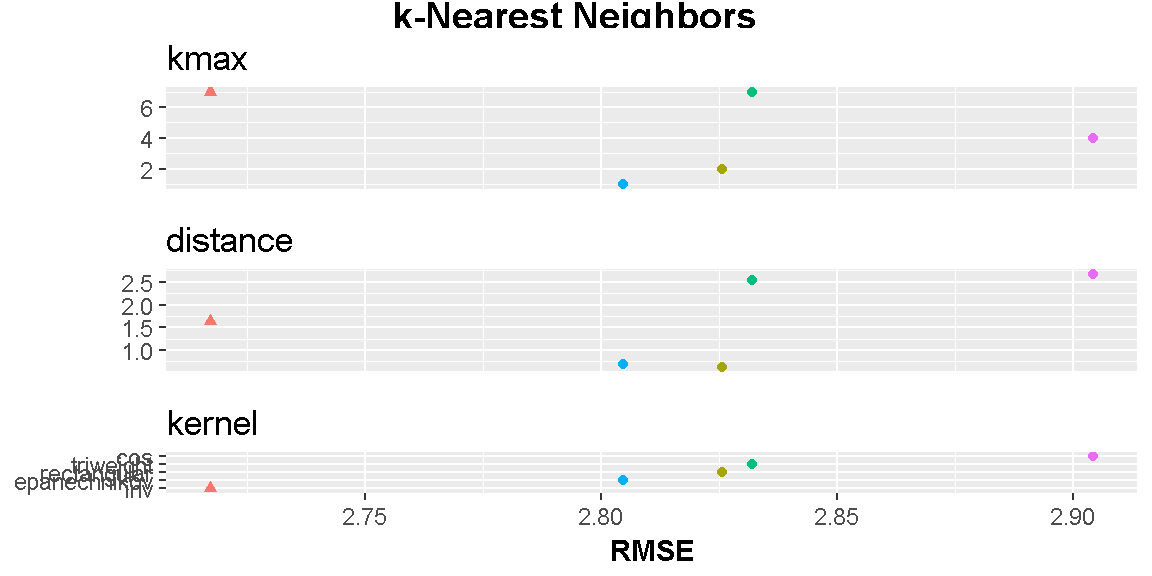 k-Nearest Neighbors
kmax
6
4
2
distance
2.5
2.0
1.5
1.0
kernel
cos
triweight
rectangular
epanechnikov
inv
2.75 2.80 2.85 2.90
RMSE